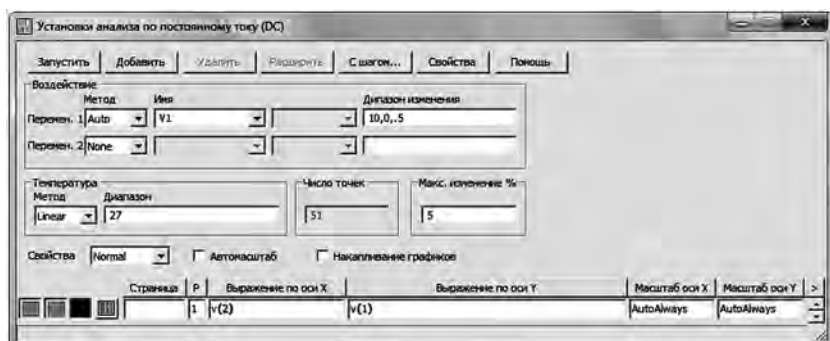 Установки анализа по постоянному току (DC)
Запустить Добавить Удалить Расширить С шагом... Свойства Помощь
Воздействие
Метод Имя Дипазон изменения
Перемен. 1 Auto V1 10,0,.5
Перемен. 2 None
Температура Число точек Макс. изменение %
Метод Диапазон
Linear 27 51 5
Свойства Normal Автомасштаб Накапливание графиков
Страница P Выражение по оси X Выражение по оси Y Масштаб оси X Масштаб оси Y >
1 v(2) v(1) AutoAlways AutoAlways